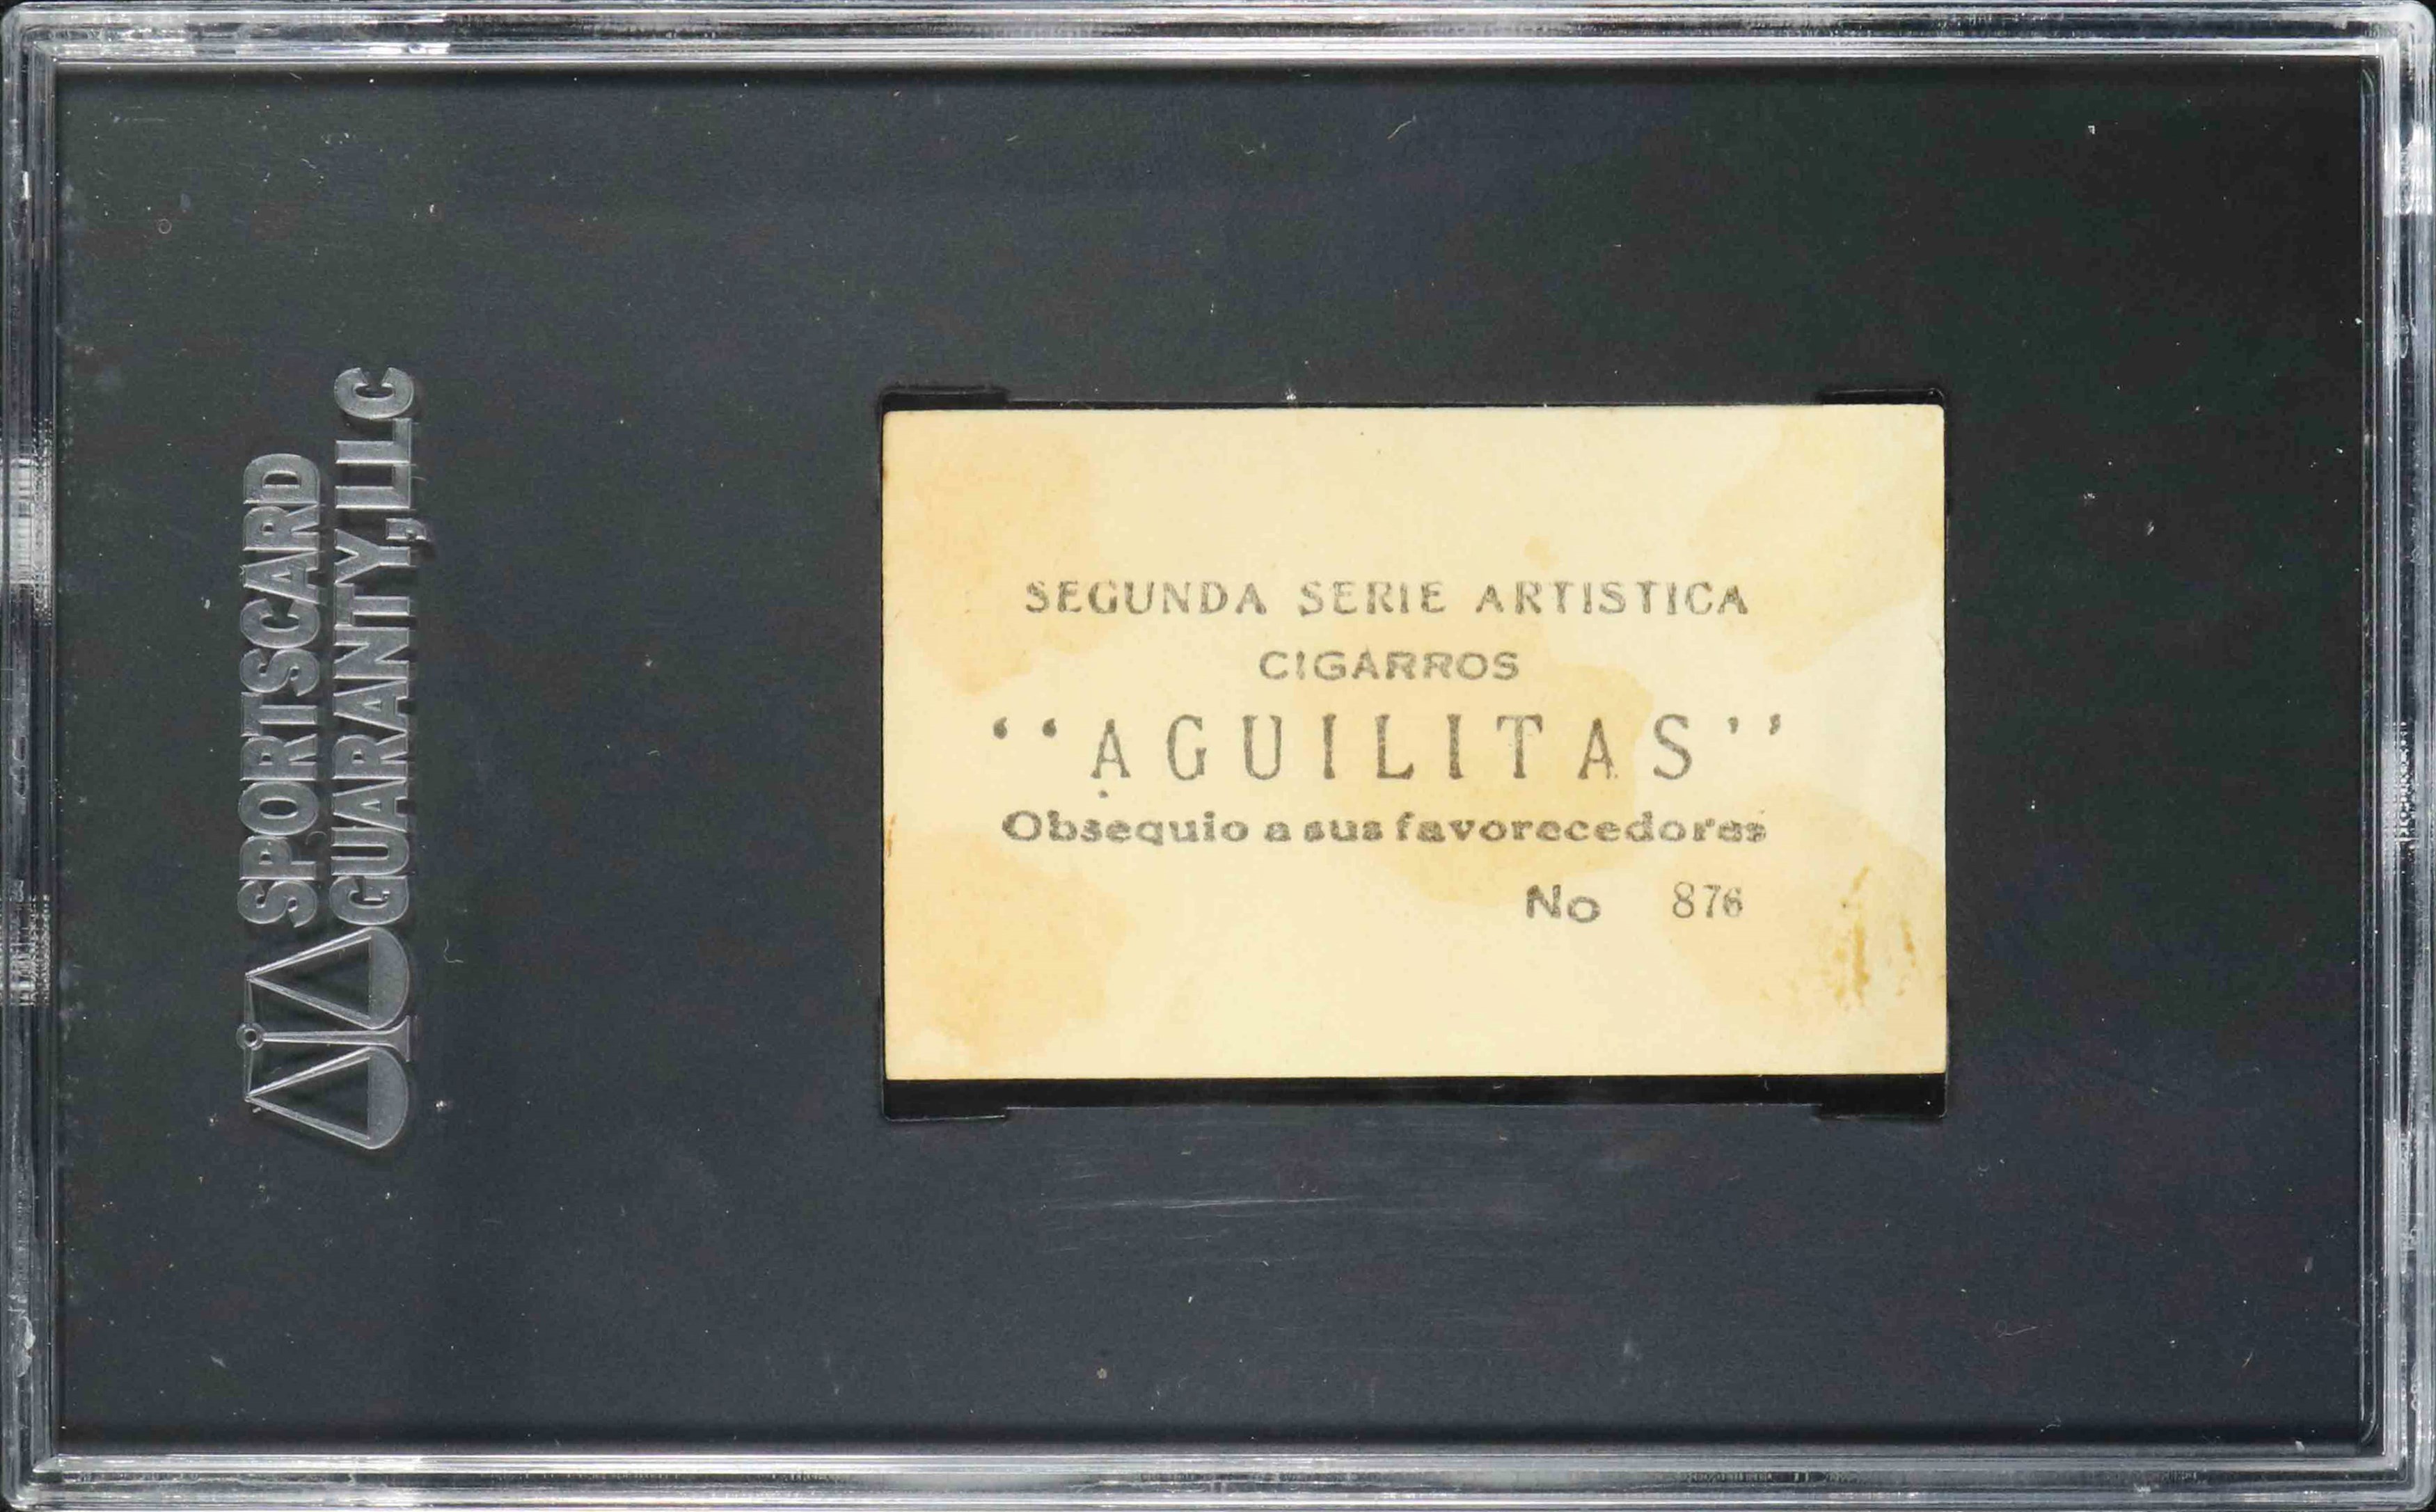 SPORTSCARD
GUARANTY, LLC
SEGUNDA SERIE ARTISTICA
CIGARROS
“AGUILITAS”
Obsequio a sus favorecedores
No 876